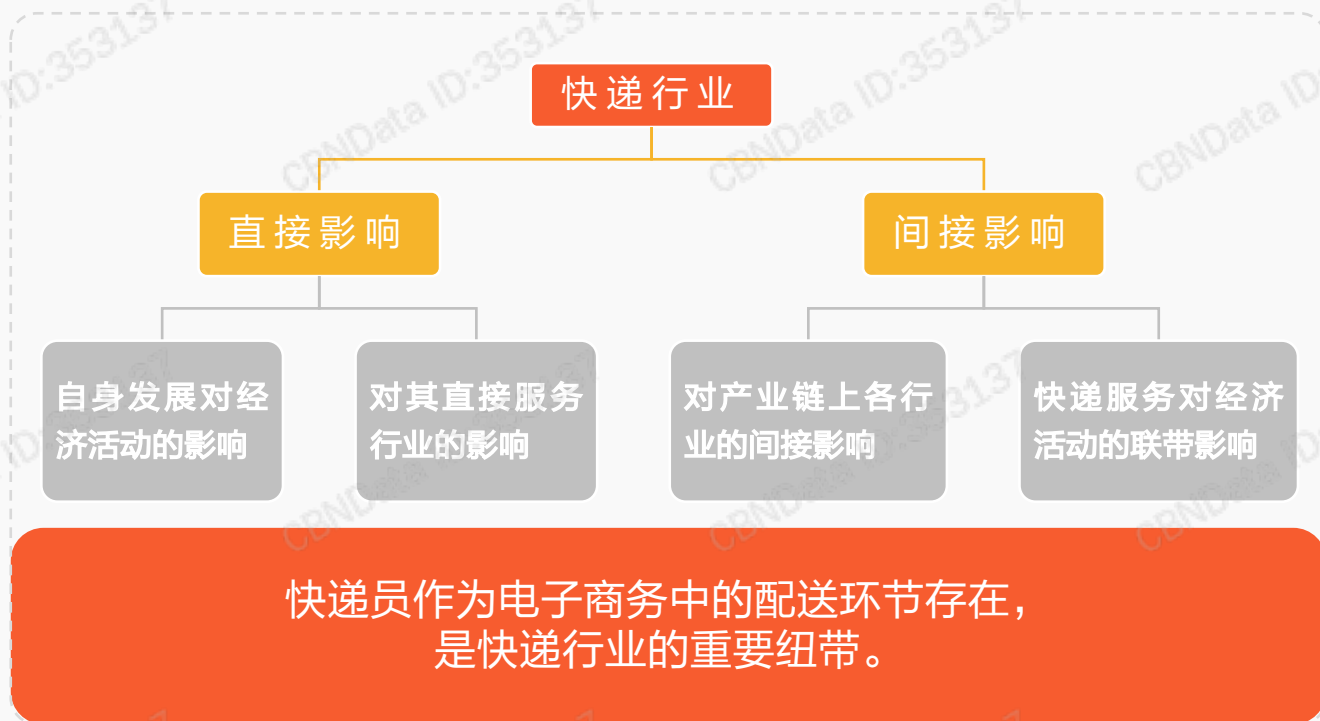 快递行业
直接影响
间接影响
自身发展对经
济活动的影响
对其直接服务
行业的影响
对产业链上各行
业的间接影响
快递服务对经济
活动的联带影响
快递员作为电子商务中的配送环节存在，
是快递行业的重要纽带。
CBNData ID:353137